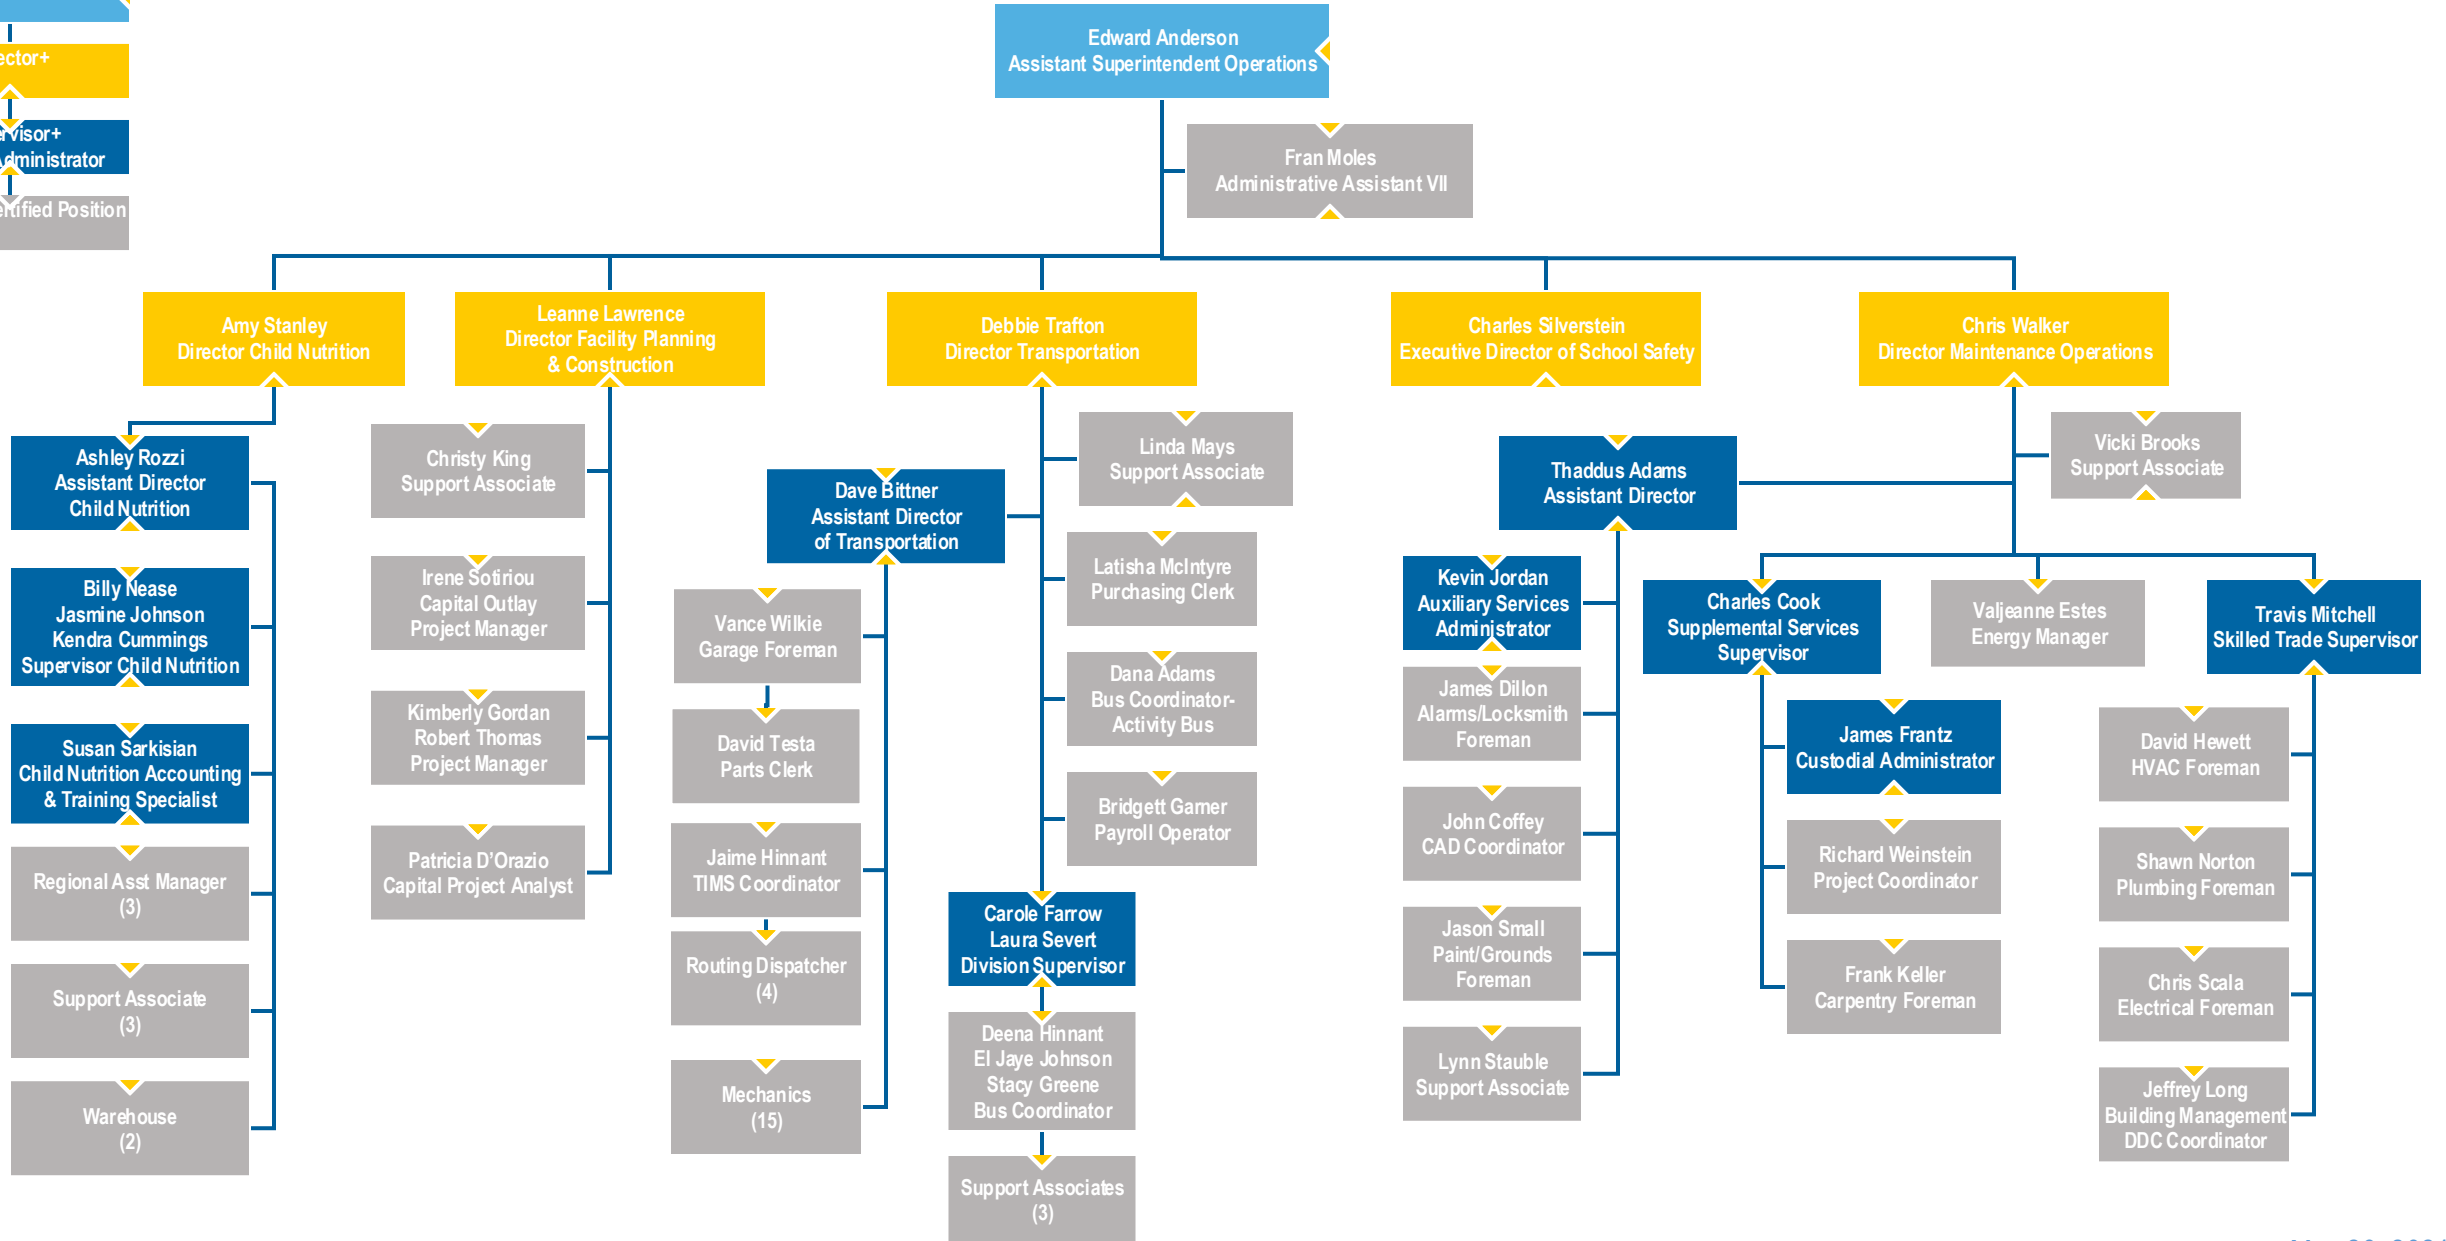 Edward Anderson
Assistant Superintendent Operations
Fran Moles
Administrative Assistant VII
Administrator
Position
Amy Stanley
Director Child Nutrition
Leanne Lawrence
Director Facility Planning
& Construction
Debbie Trafton
Director Transportation
Charles Silverstein
Executive Director of School Safety
Chris Walker
Director Maintenance Operations
Ashley Rozzi
Assistant Director
Child Nutrition
Billy Nease
Jasmine Johnson
Kendra Cummings
Supervisor Child Nutrition
Susan Sarkisian
Child Nutrition Accounting
& Training Specialist
Regional Asst Manager
(3)
Support Associate
(3)
Warehouse
(2)
Christy King
Support Associate
Irene Sotiriou
Capital Outlay
Project Manager
Kimberly Gordan
Robert Thomas
Project Manager
Patricia D’Orazio
Capital Project Analyst
Dave Bittner
Assistant Director
of Transportation
Vance Wilkie
Garage Foreman
David Testa
Parts Clerk
Jaime Hinnant
TIMS Coordinator
Routing Dispatcher
(4)
Mechanics
(15)
Linda Mays
Support Associate
Latisha McIntyre
Purchasing Clerk
Dana Adams
Bus Coordinator-
Activity Bus
Bridgett Garner
Payroll Operator
Carole Farrow
Laura Severt
Division Supervisor
Deena Hinnant
El Jaye Johnson
Stacy Greene
Bus Coordinator
Support Associates
(3)
Thaddus Adams
Assistant Director
Kevin Jordan
Auxiliary Services
Administrator
James Dillon
Alarms/Locksmith
Foreman
John Coffey
CAD Coordinator
Jason Small
Paint/Grounds
Foreman
Lynn Stauble
Support Associate
Vicki Brooks
Support Associate
Charles Cook
Supplemental Services
Supervisor
Valjeanne Estes
Energy Manager
Travis Mitchell
Skilled Trade Supervisor
James Frantz
Custodial Administrator
Richard Weinstein
Project Coordinator
Frank Keller
Carpentry Foreman
David Hewett
HVAC Foreman
Shawn Norton
Plumbing Foreman
Chris Scala
Electrical Foreman
Jeffrey Long
Building Management
DDC Coordinator